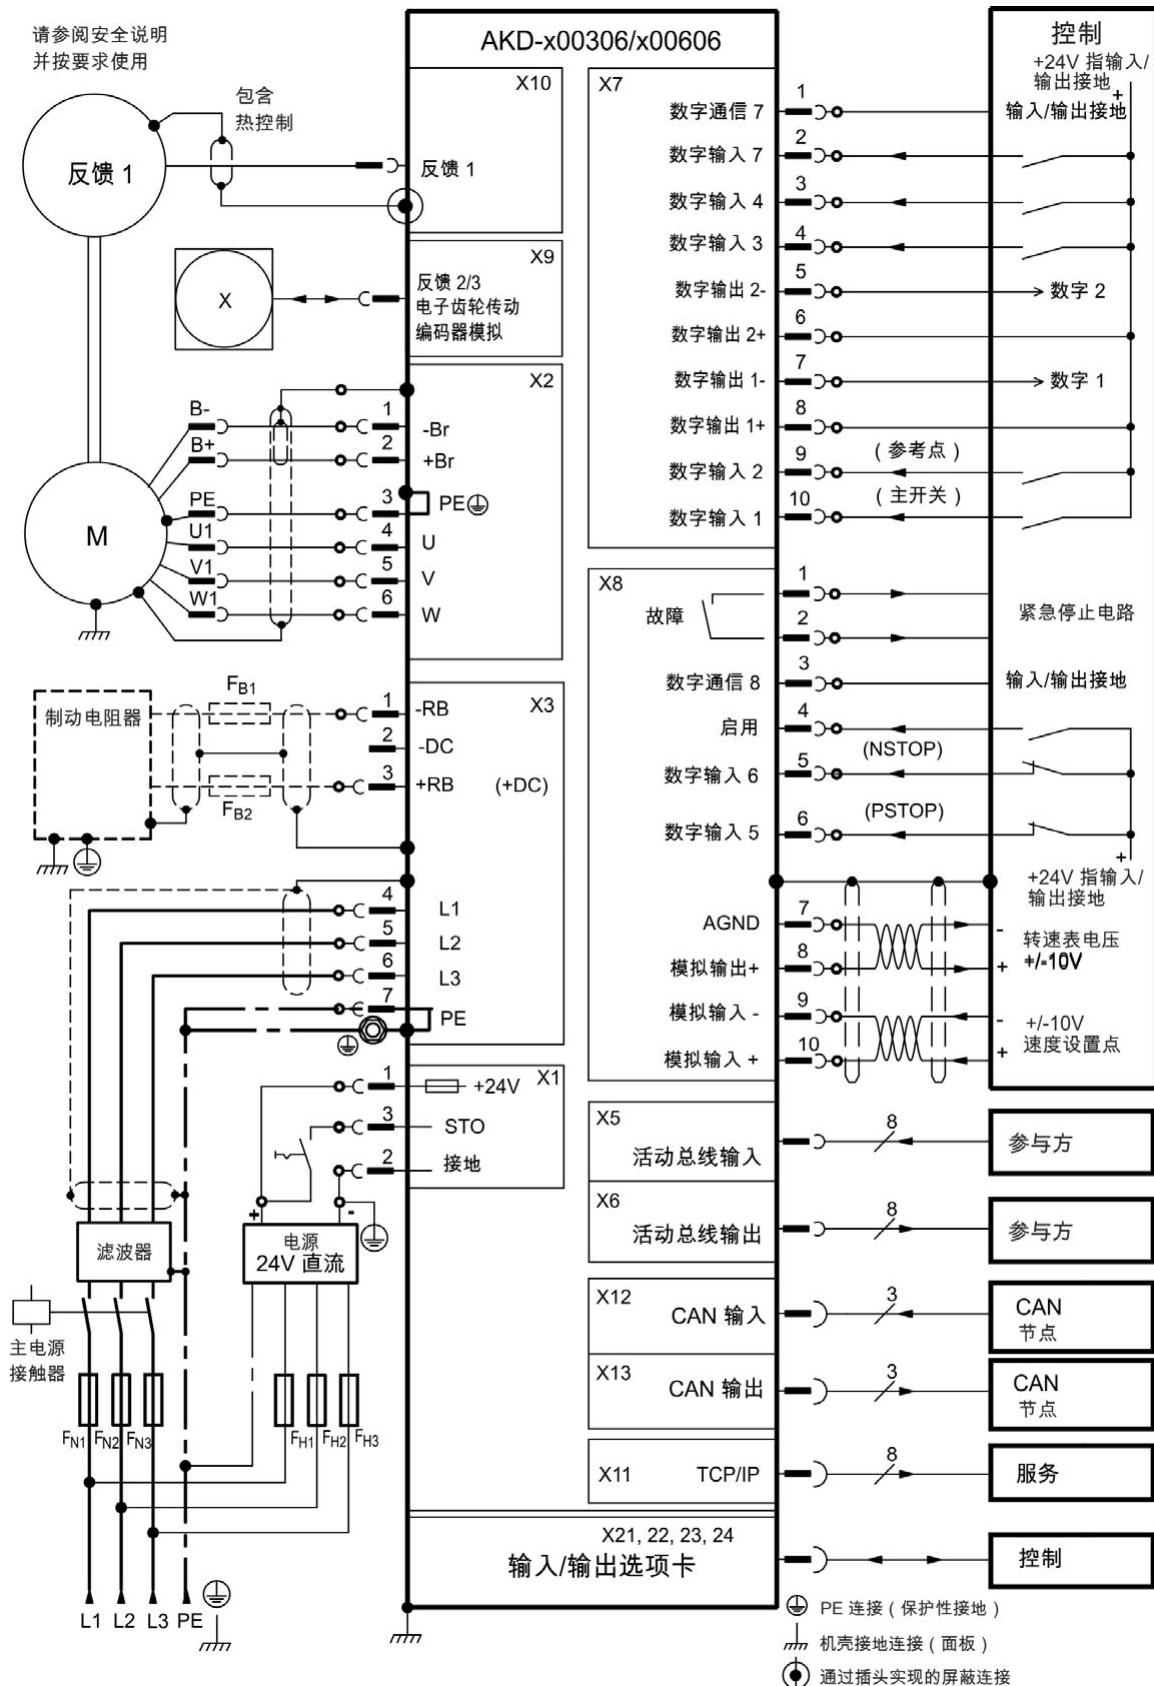 请参阅安全说明
并按要求使用
AKD-x00306/x00606
反馈 1
包含
热控制
X10
反馈 1
X
X9
反馈 2/3
电子齿轮传动
编码器模拟
X2
B-
1
-Br
B+
2
+Br
PE
3
PE
U1
4
U
V1
5
V
W1
6
W
M
X3
制动电阻器
FB1
1
-RB
2
-DC
3
+RB
(+DC)
FB2
4
L1
5
L2
6
L3
7
PE
X1
1
+24V
3
STO
2
接地
+
-
电源
24V 直流
滤波器
主电源
接触器
FN1
FN2
FN3
FH1
FH2
FH3
L1
L2
L3
PE
X7
数字通信 7
1
数字输入 7
2
数字输入 4
3
数字输入 3
4
数字输出 2-
5
数字 2
数字输出 2+
6
数字输出 1-
7
数字 1
数字输出 1+
8
数字输入 2
9
( 参考点 )
数字输入 1
10
( 主开关 )
控制
+24V 指输入/
输出接地
+
输入/输出接地
X8
故障
1
2
紧急停止电路
数字通信 8
3
输入/输出接地
启用
4
数字输入 6
5
(NSTOP)
数字输入 5
6
(PSTOP)
+
+24V 指输入/
输出接地
AGND
7
-
转速表电压
模拟输出+
8
+
+/-10V
模拟输入 -
9
-
+/-10V
速度设置点
模拟输入 +
10
+
X5
活动总线输入
8
参与方
X6
活动总线输出
8
参与方
X12
CAN 输入
3
CAN
节点
X13
CAN 输出
3
CAN
节点
X11
TCP/IP
8
服务
X21, 22, 23, 24
输入/输出选项卡
控制
PE 连接 ( 保护性接地 )
机壳接地连接 ( 面板 )
通过插头实现的屏蔽连接